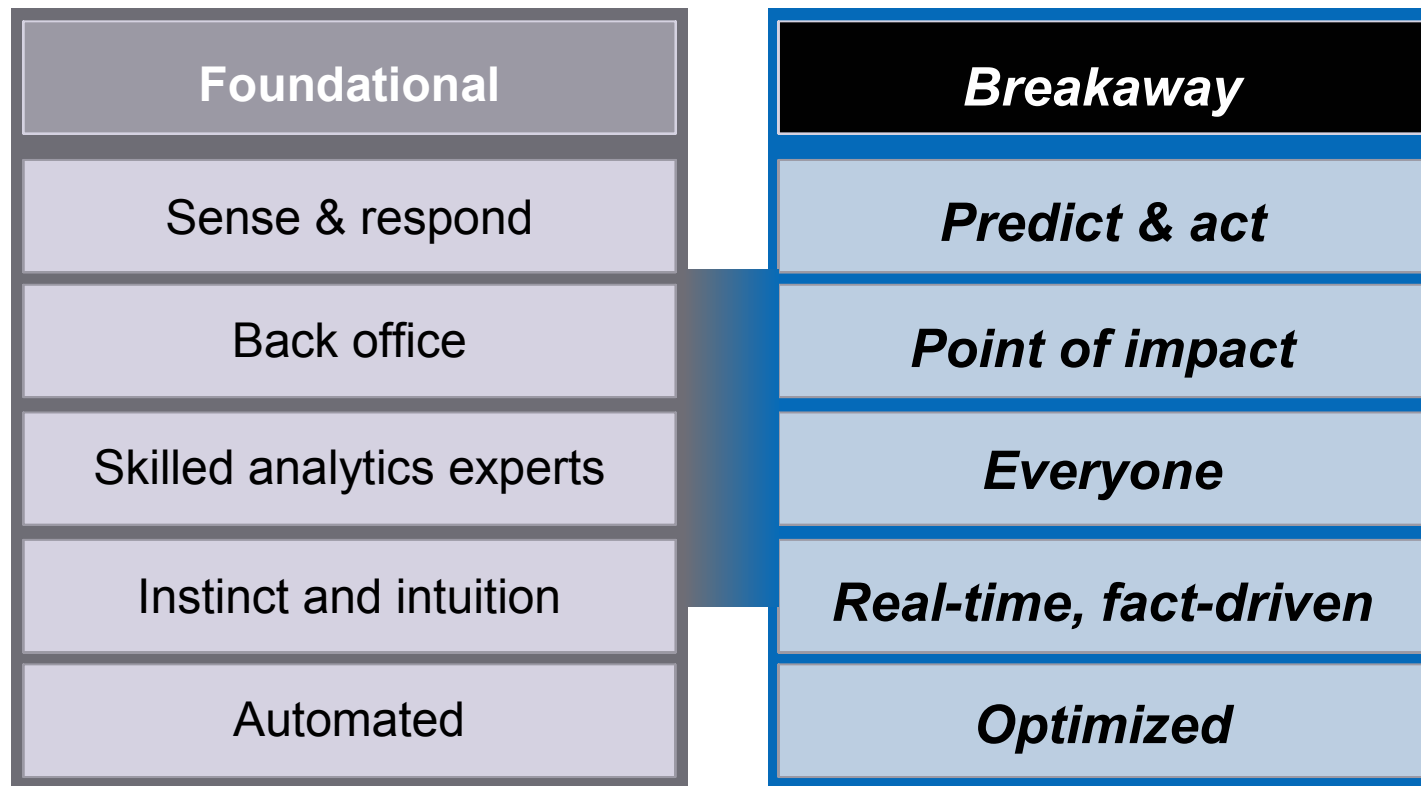 Foundational
Sense & respond
Back office
Skilled analytics experts
Instinct and intuition
Automated
Breakaway
Predict & act
Point of impact
Everyone
Real-time, fact-driven
Optimized